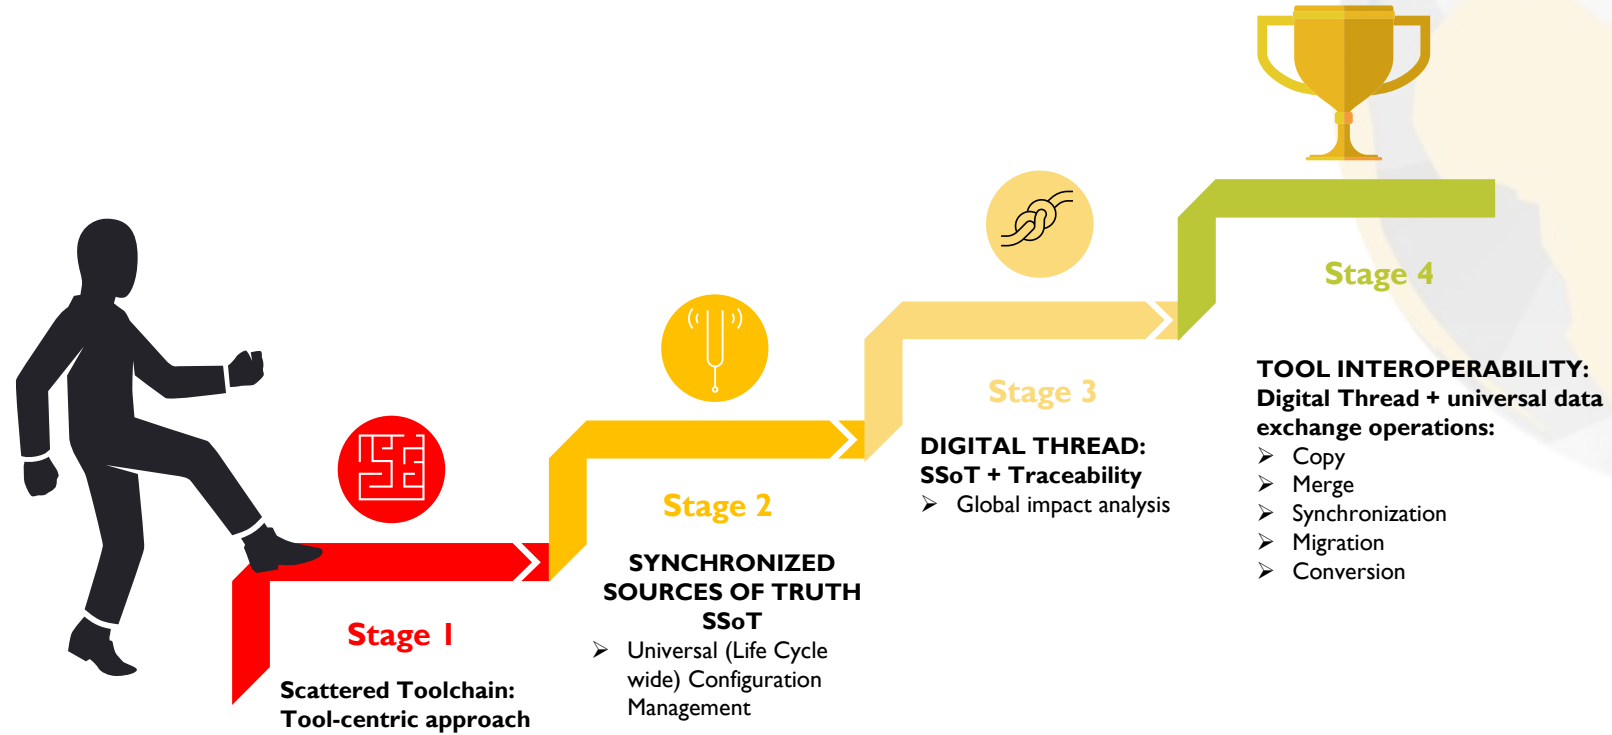 Stage 1
Scattered Toolchain:
Tool-centric approach
Stage 2
SYNCHRONIZED
SOURCES OF TRUTH
SSoT
➢ Universal (Life Cycle
wide) Configuration
Management
Stage 3
DIGITAL THREAD:
SSoT + Traceability
➢ Global impact analysis
Stage 4
TOOL INTEROPERABILITY:
Digital Thread + universal data
exchange operations:
➢ Copy
➢ Merge
➢ Synchronization
➢ Migration
➢ Conversion